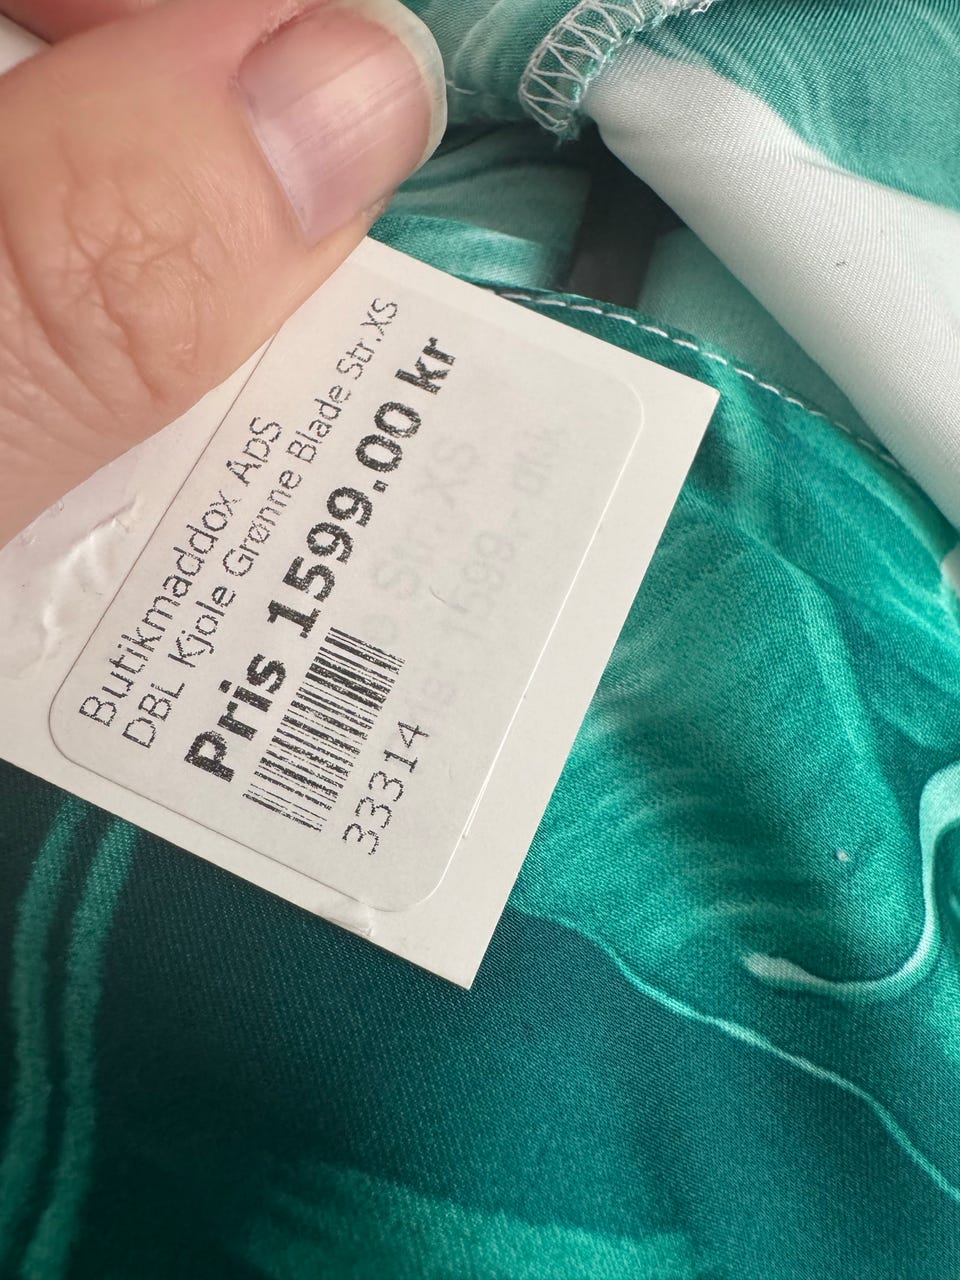 Butikmaddox ApS
DBL Kjole Grønne Blade Str.XS
Pris 1599.00 kr
33314